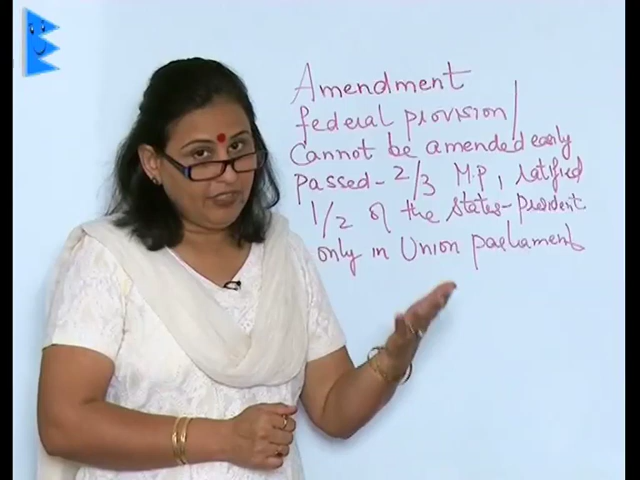 Amendment
federal provision/
Cannot be amended easily
Passed - 2/3 M.P, ratified
1/2 of the states - president
only in Union parliament